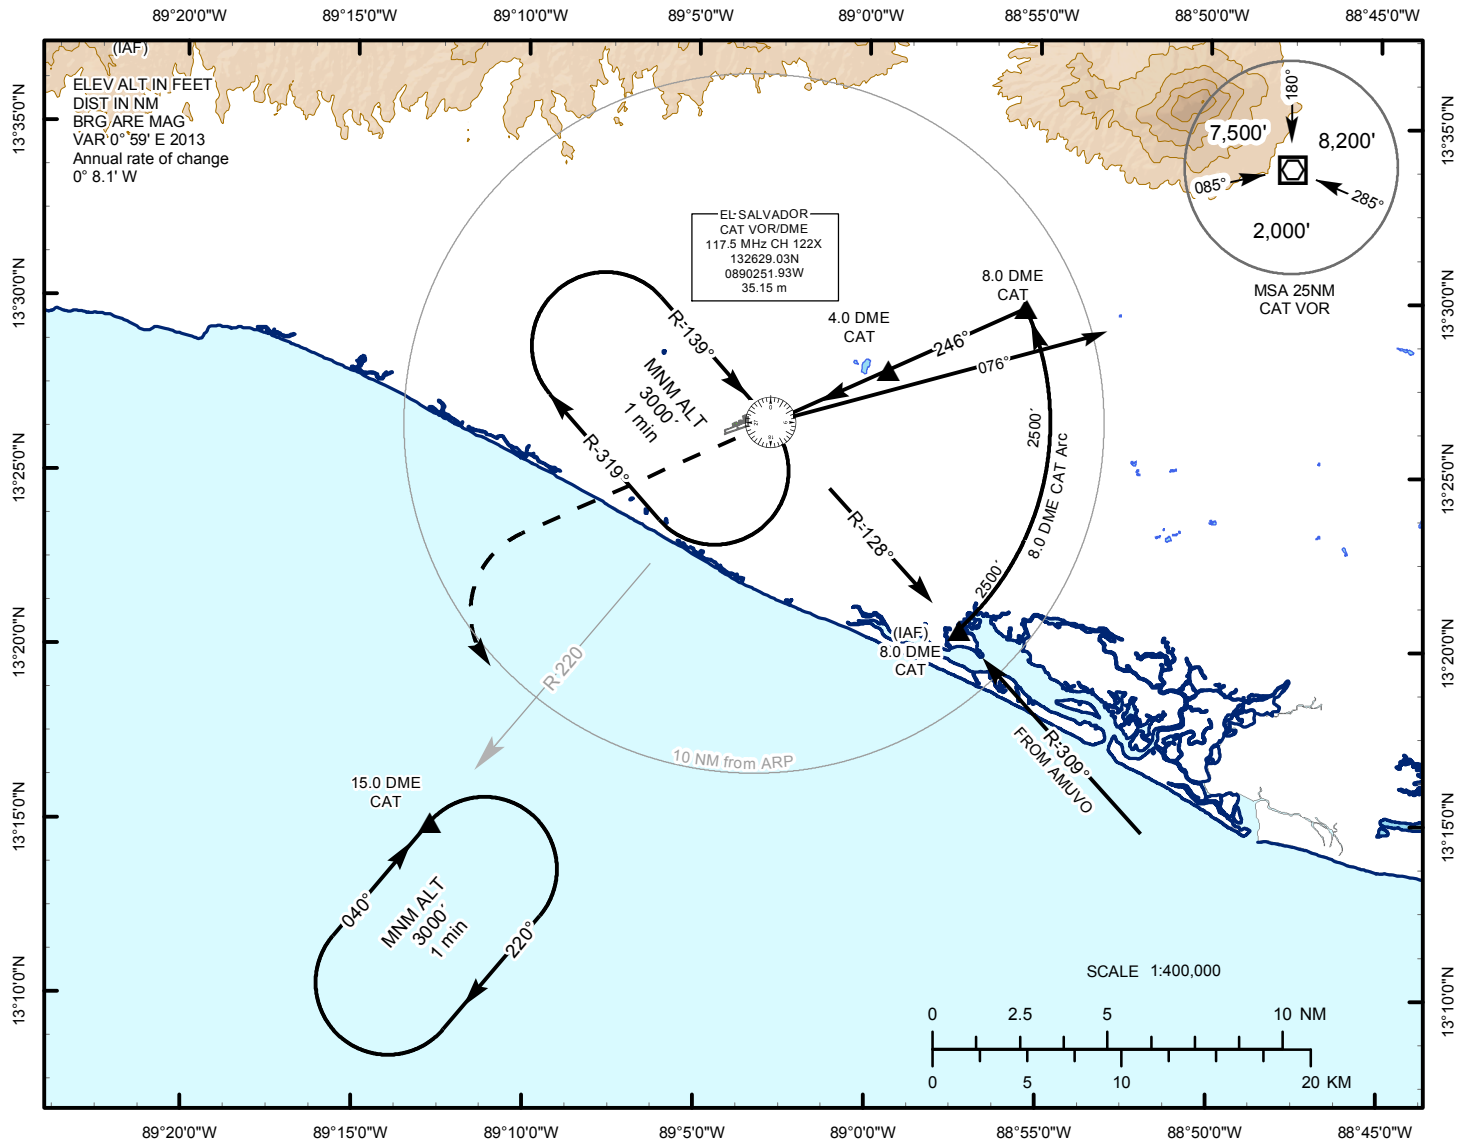 89°20'0"W 89°15'0"W 89°10'0"W 89°5'0"W 89°0'0"W 88°55'0"W 88°50'0"W 88°45'0"W
(IAF)
ELEV ALT IN FEET
DIST IN NM
BRG ARE MAG
VAR 0° 59' E 2013
Annual rate of change
0° 8.1' W
13°35'0"N
13°30'0"N
13°25'0"N
13°20'0"N
13°15'0"N
13°10'0"N
180°
7,500'
8,200'
085°
285°
2,000'
MSA 25NM
CAT VOR
EL SALVADOR
CAT VOR/DME
117.5 MHz CH 122X
132629.03N
0890251.93W
35.15 m
8.0 DME
CAT
4.0 DME
CAT
246°
076°
R-139°
MNM ALT
3000´
1 min
R-319°
2500´
8.0 DME CAT Arc
2500´
R-128°
(IAF)
8.0 DME
CAT
R-309°
FROM AMUVO
R-220
10 NM from ARP
15.0 DME
CAT
040°
MNM ALT
3000´
1 min
220°
SCALE 1:400,000
0 2.5 5 10 NM
0 5 10 20 KM
13°35'0"N
13°30'0"N
13°25'0"N
13°20'0"N
13°15'0"N
13°10'0"N
89°20'0"W 89°15'0"W 89°10'0"W 89°5'0"W 89°0'0"W 88°55'0"W 88°50'0"W 88°45'0"W